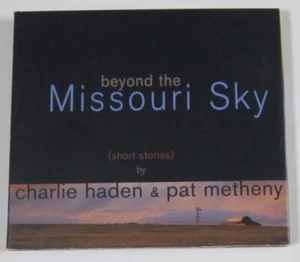 beyond the
Missouri Sky
(short stories)
by
charlie haden & pat metheny